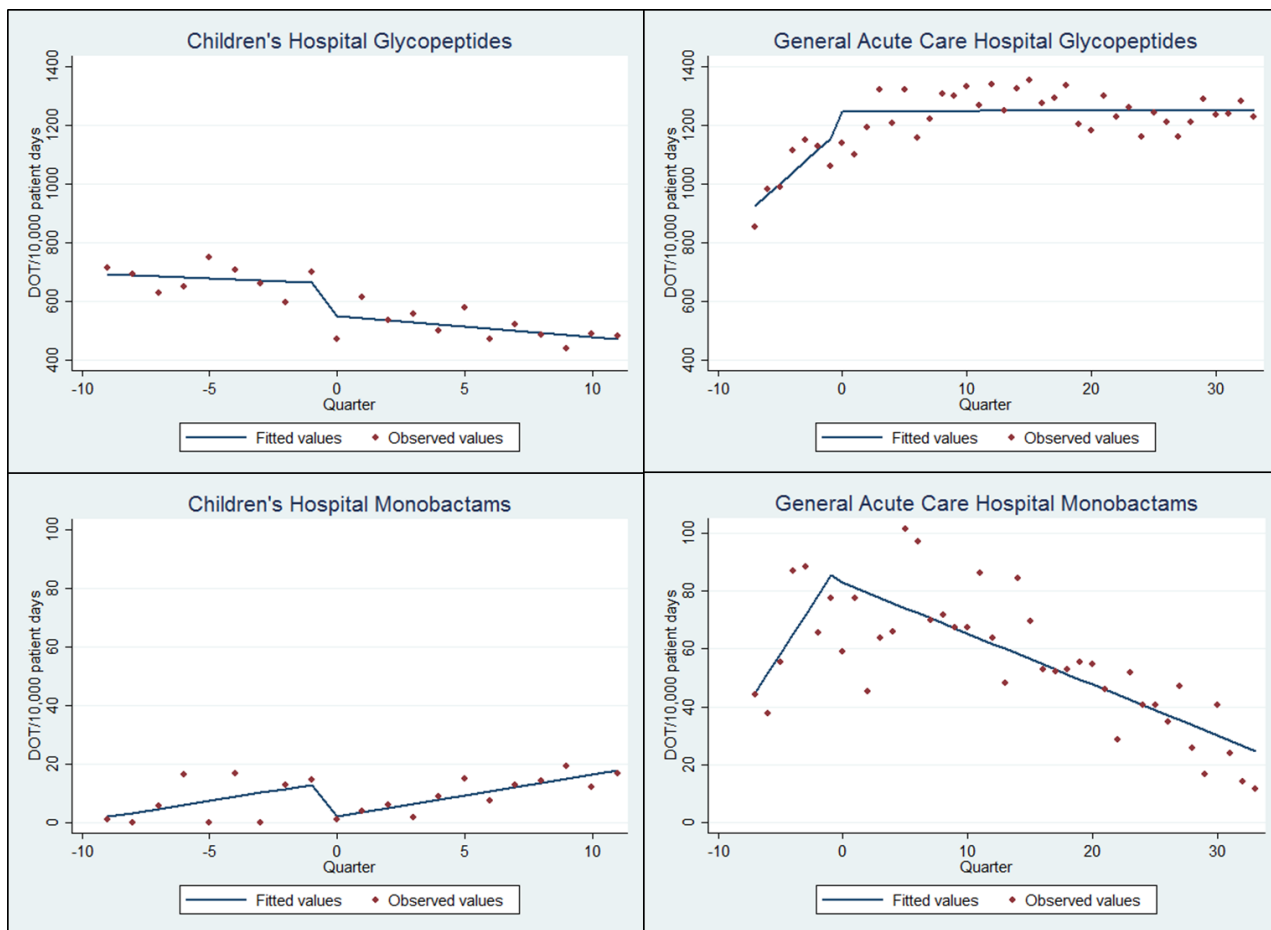 Children's Hospital Glycopeptides
DOT/10,000 patient days
1400
1200
1000
800
600
400
-10 -5 0 5 10
Quarter
Fitted values Observed values
General Acute Care Hospital Glycopeptides
DOT/10,000 patient days
1400
1200
1000
800
600
400
-10 0 10 20 30
Quarter
Fitted values Observed values
Children's Hospital Monobactams
DOT/10,000 patient days
100
80
60
40
20
0
-10 -5 0 5 10
Quarter
Fitted values Observed values
General Acute Care Hospital Monobactams
DOT/10,000 patient days
100
80
60
40
20
0
-10 0 10 20 30
Quarter
Fitted values Observed values